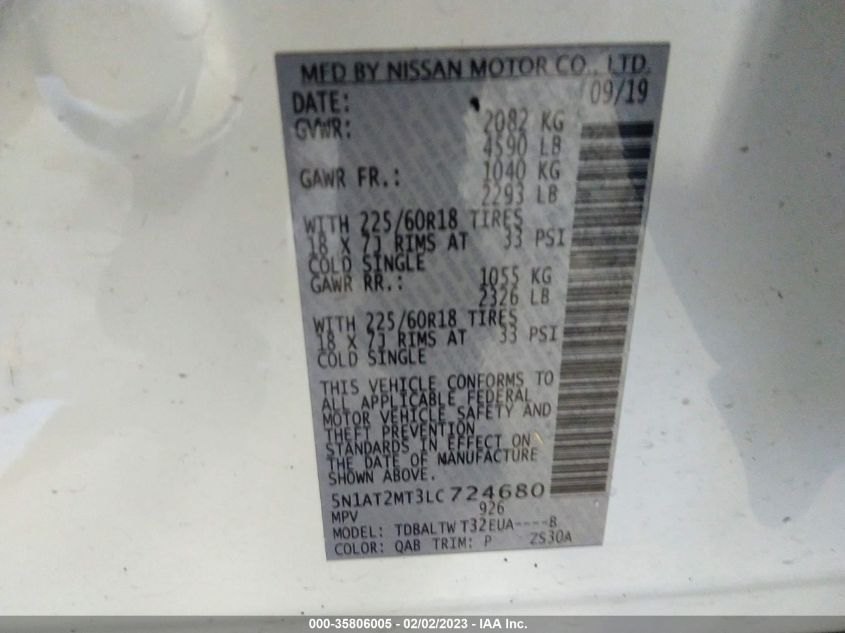 MFD BY NISSAN MOTOR CO., LTD.
DATE: 09/19
GVWR: 2082 KG
4590 LB
GAWR FR.: 1040 KG
2293 LB
WITH 225/60R18 TIRES
18 X 7J RIMS AT 33 PSI
COLD SINGLE
GAWR RR.: 1055 KG
2326 LB
WITH 225/60R18 TIRES
18 X 7J RIMS AT 33 PSI
COLD SINGLE
THIS VEHICLE CONFORMS TO
ALL APPLICABLE FEDERAL
MOTOR VEHICLE SAFETY AND
THEFT PREVENTION
STANDARDS IN EFFECT ON
THE DATE OF MANUFACTURE
SHOWN ABOVE.
5N1AT2MT3LC724680
MPV 926
MODEL: TDBALTW T32EUA----B
COLOR: QAB TRIM: P ZS30A
000-35806005 - 02/02/2023 - IAA Inc.